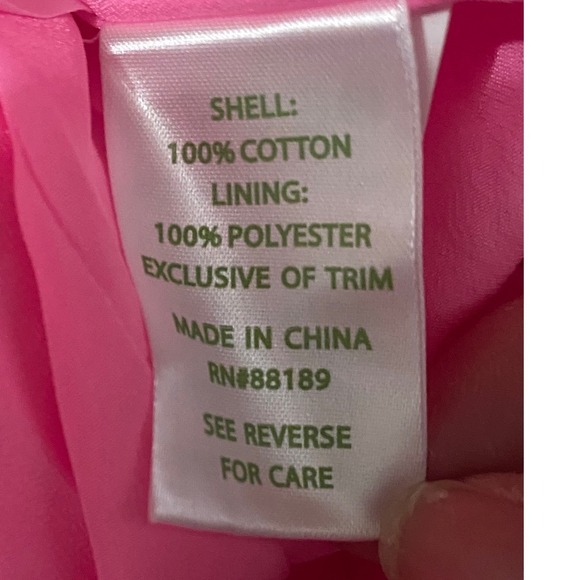 SHELL:
100% COTTON
LINING:
100% POLYESTER
EXCLUSIVE OF TRIM
MADE IN CHINA
RN#88189
SEE REVERSE
FOR CARE